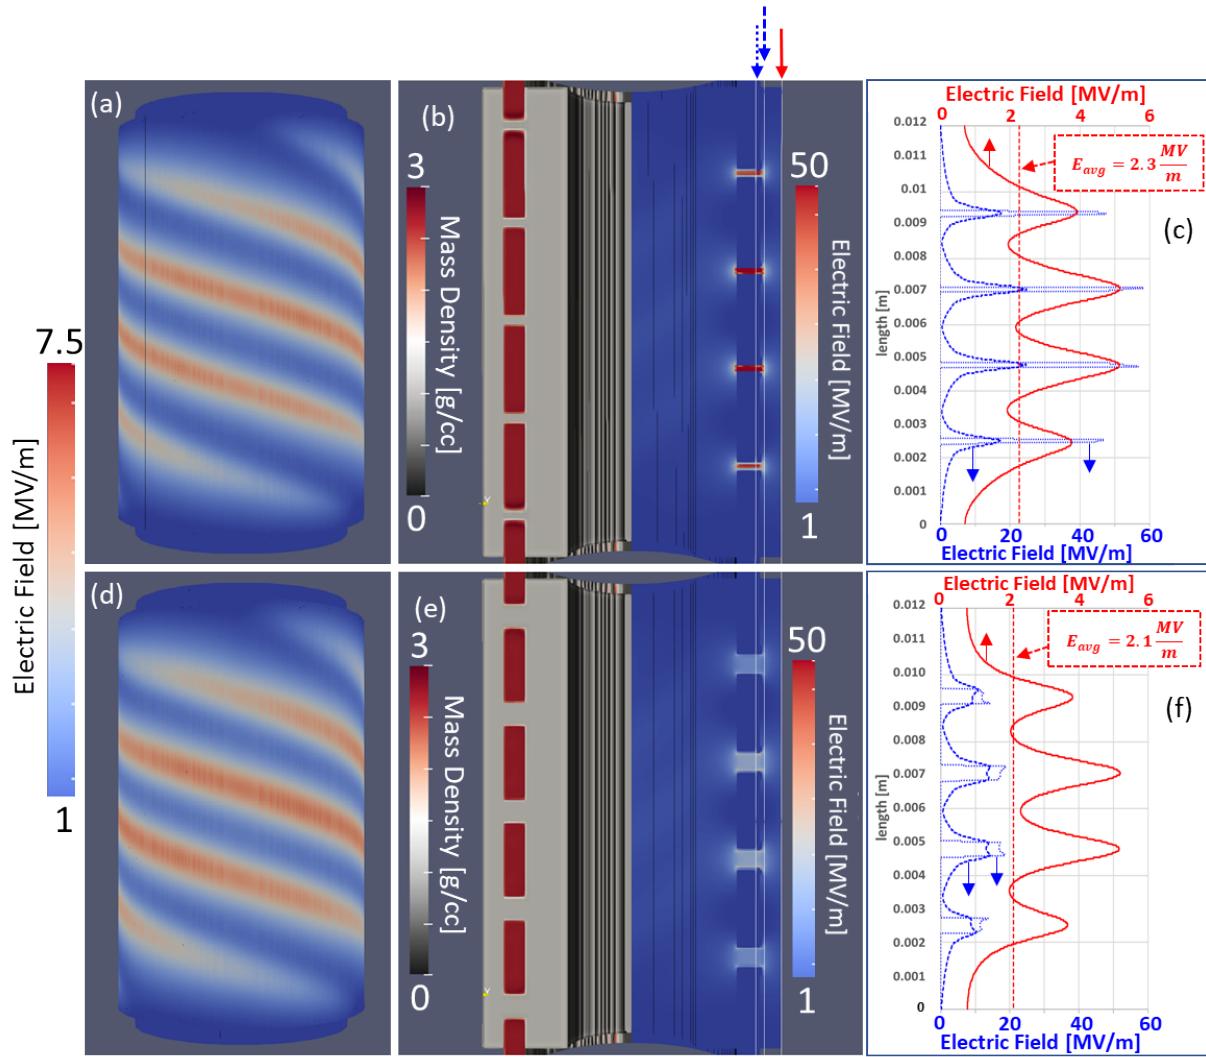 (a)
7.5
Electric Field [MV/m]
1
(b)
3
Mass Density [g/cc]
0
50
Electric Field [MV/m]
1
Y
Electric Field [MV/m]
0 2 4 6
E_avg = 2.3 MV/m
(c)
length [m]
0.012
0.011
0.01
0.009
0.008
0.007
0.006
0.005
0.004
0.003
0.002
0.001
0
0 20 40 60
Electric Field [MV/m]
(d)
(e)
3
Mass Density [g/cc]
0
50
Electric Field [MV/m]
1
Y
Electric Field [MV/m]
0 2 4 6
E_avg = 2.1 MV/m
(f)
length [m]
0.012
0.011
0.010
0.009
0.008
0.007
0.006
0.005
0.004
0.003
0.002
0.001
0
0 20 40 60
Electric Field [MV/m]